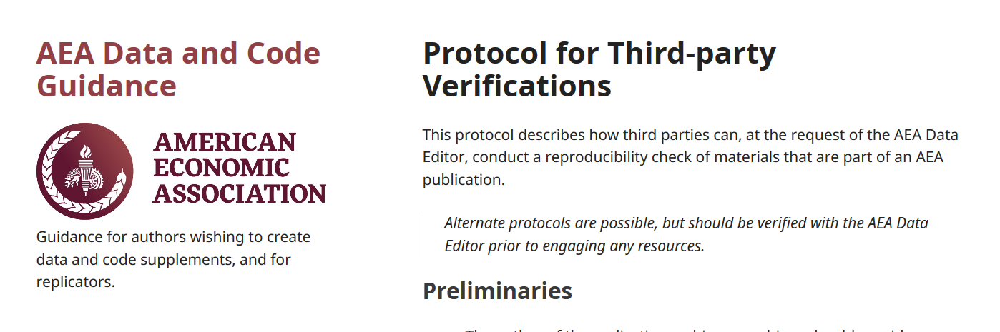 AEA Data and Code
Guidance
AMERICAN
ECONOMIC
ASSOCIATION
Guidance for authors wishing to create
data and code supplements, and for
replicators.
Protocol for Third-party
Verifications
This protocol describes how third parties can, at the request of the AEA Data
Editor, conduct a reproducibility check of materials that are part of an AEA
publication.
Alternate protocols are possible, but should be verified with the AEA Data
Editor prior to engaging any resources.
Preliminaries